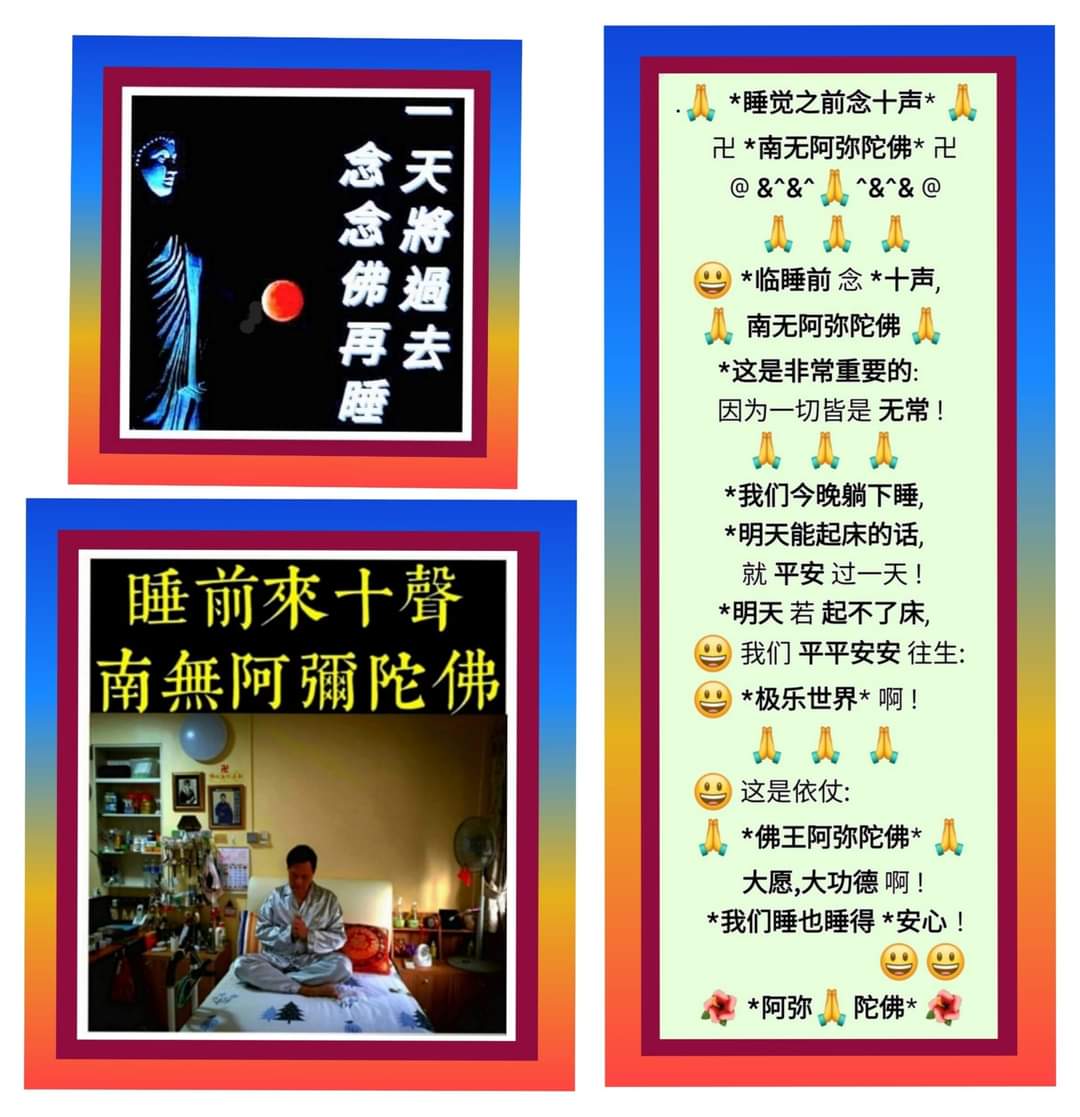 一天將過去
念念佛再睡
睡前來十聲
南無阿彌陀佛
.🙏 *睡觉之前念十声* 🙏
卍 *南无阿弥陀佛* 卍
@ &^&^ 🙏 ^&^& @
🙏 🙏 🙏
😀 *临睡前 念 *十声,
🙏 南无阿弥陀佛 🙏
*这是非常重要的:
因为一切皆是 无常 !
🙏 🙏 🙏
*我们今晚躺下睡,
*明天能起床的话,
就 平安 过一天 !
*明天 若 起不了床,
😀 我们 平平安安 往生:
😀 *极乐世界* 啊 !
🙏 🙏 🙏
😀 这是依仗:
🙏 *佛王阿弥陀佛* 🙏
大愿,大功德 啊 !
*我们睡也睡得 *安心 !
😀 😀
🌺 *阿弥 🙏 陀佛* 🌺